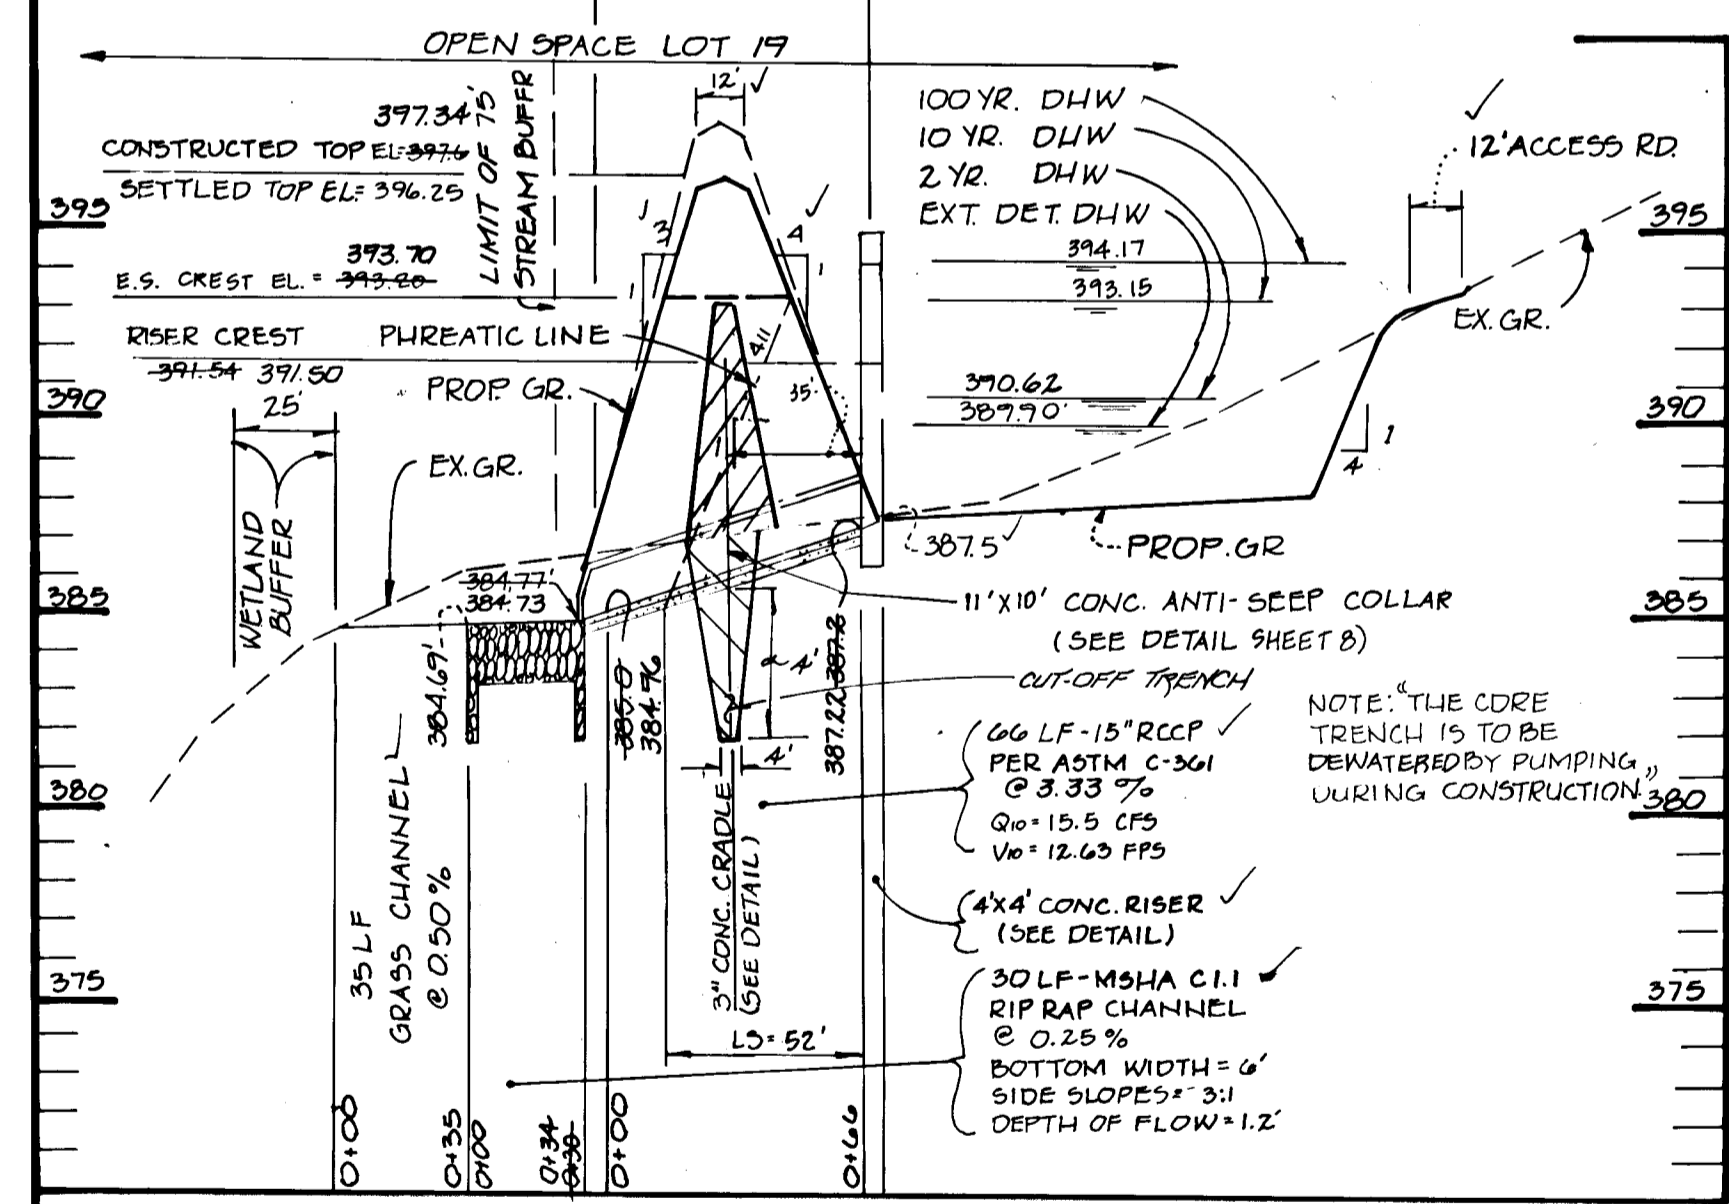 OPEN SPACE LOT 19
12'
397.34
CONSTRUCTED TOP EL=397.6
SETTLED TOP EL= 396.25
LIMIT OF 75'
STREAM BUFFR
395
393.70
E.S. CREST EL. = 393.20
RISER CREST
391.54 391.50
PHREATIC LINE
PROP. GR.
25'
390
EX.GR.
WETLAND
BUFFER
3
1
4
1
4:1
35'
1
100 YR. DHW
10 YR. DHW
2 YR. DHW
EXT. DET. DHW
394.17
393.15
390.62
389.90'
12' ACCESS RD.
395
EX.GR.
390
1
4
387.5
PROP.GR
385
384.77'
384.73
384.69'
385.0
384.96
4'
4'
387.22 387.2
11'X10' CONC. ANTI-SEEP COLLAR
(SEE DETAIL SHEET 8)
CUT-OFF TRENCH
385
NOTE: "THE CORE
TRENCH IS TO BE
DEWATERED BY PUMPING
DURING CONSTRUCTION."
380
66 LF-15" RCCP
PER ASTM C-361
@ 3.33 %
Q10 = 15.5 CFS
V10 = 12.63 FPS
380
35 LF
GRASS CHANNEL
@ 0.50%
3" CONC. CRADLE
(SEE DETAIL)
4'X4' CONC. RISER
(SEE DETAIL)
375
30 LF-MSHA C1.1
RIP RAP CHANNEL
@ 0.25%
BOTTOM WIDTH = 6'
SIDE SLOPES= 3:1
DEPTH OF FLOW = 1.2'
375
LS= 52'
0+00
0+35
0+00
0+34
0+30
0+00
0+66